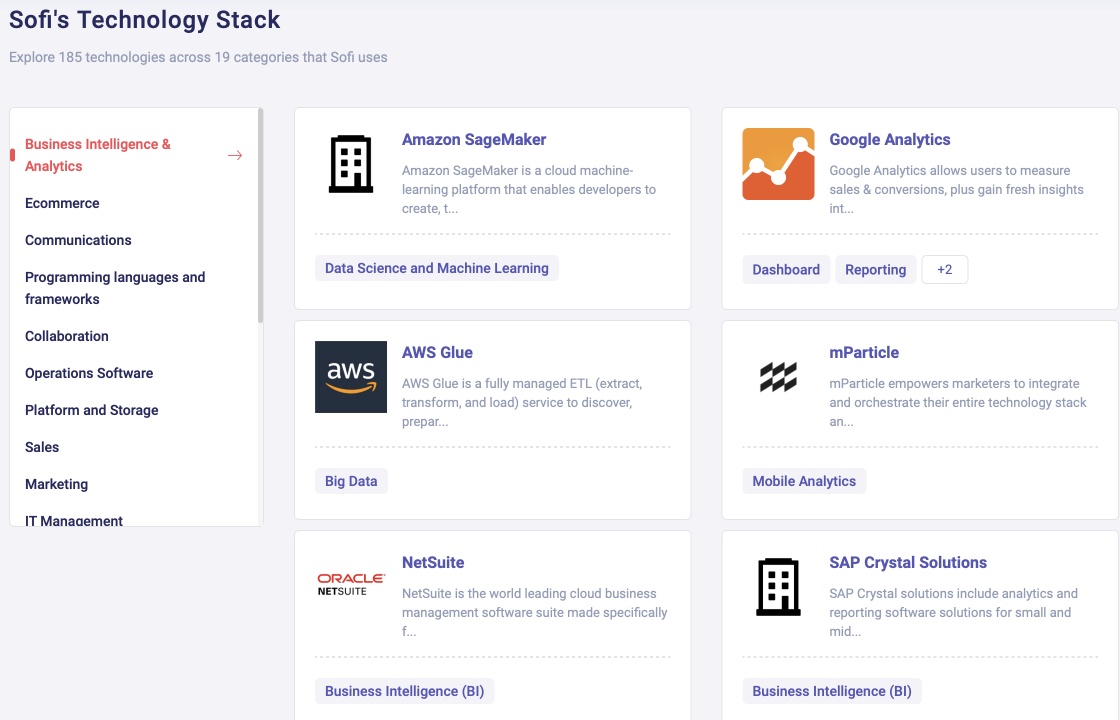 Sofi's Technology Stack
Explore 185 technologies across 19 categories that Sofi uses
Business Intelligence &
Analytics
Ecommerce
Communications
Programming languages and
frameworks
Collaboration
Operations Software
Platform and Storage
Sales
Marketing
IT Management
Amazon SageMaker
Amazon SageMaker is a cloud machine-
learning platform that enables developers to
create, t...
Data Science and Machine Learning
Google Analytics
Google Analytics allows users to measure
sales & conversions, plus gain fresh insights
int...
Dashboard Reporting +2
aws
AWS Glue
AWS Glue is a fully managed ETL (extract,
transform, and load) service to discover,
prepar...
Big Data
mParticle
mParticle empowers marketers to integrate
and orchestrate their entire technology stack
an...
Mobile Analytics
ORACLE
NETSUITE
NetSuite
NetSuite is the world leading cloud business
management software suite made specifically
f...
Business Intelligence (BI)
SAP Crystal Solutions
SAP Crystal solutions include analytics and
reporting software solutions for small and
mid...
Business Intelligence (BI)